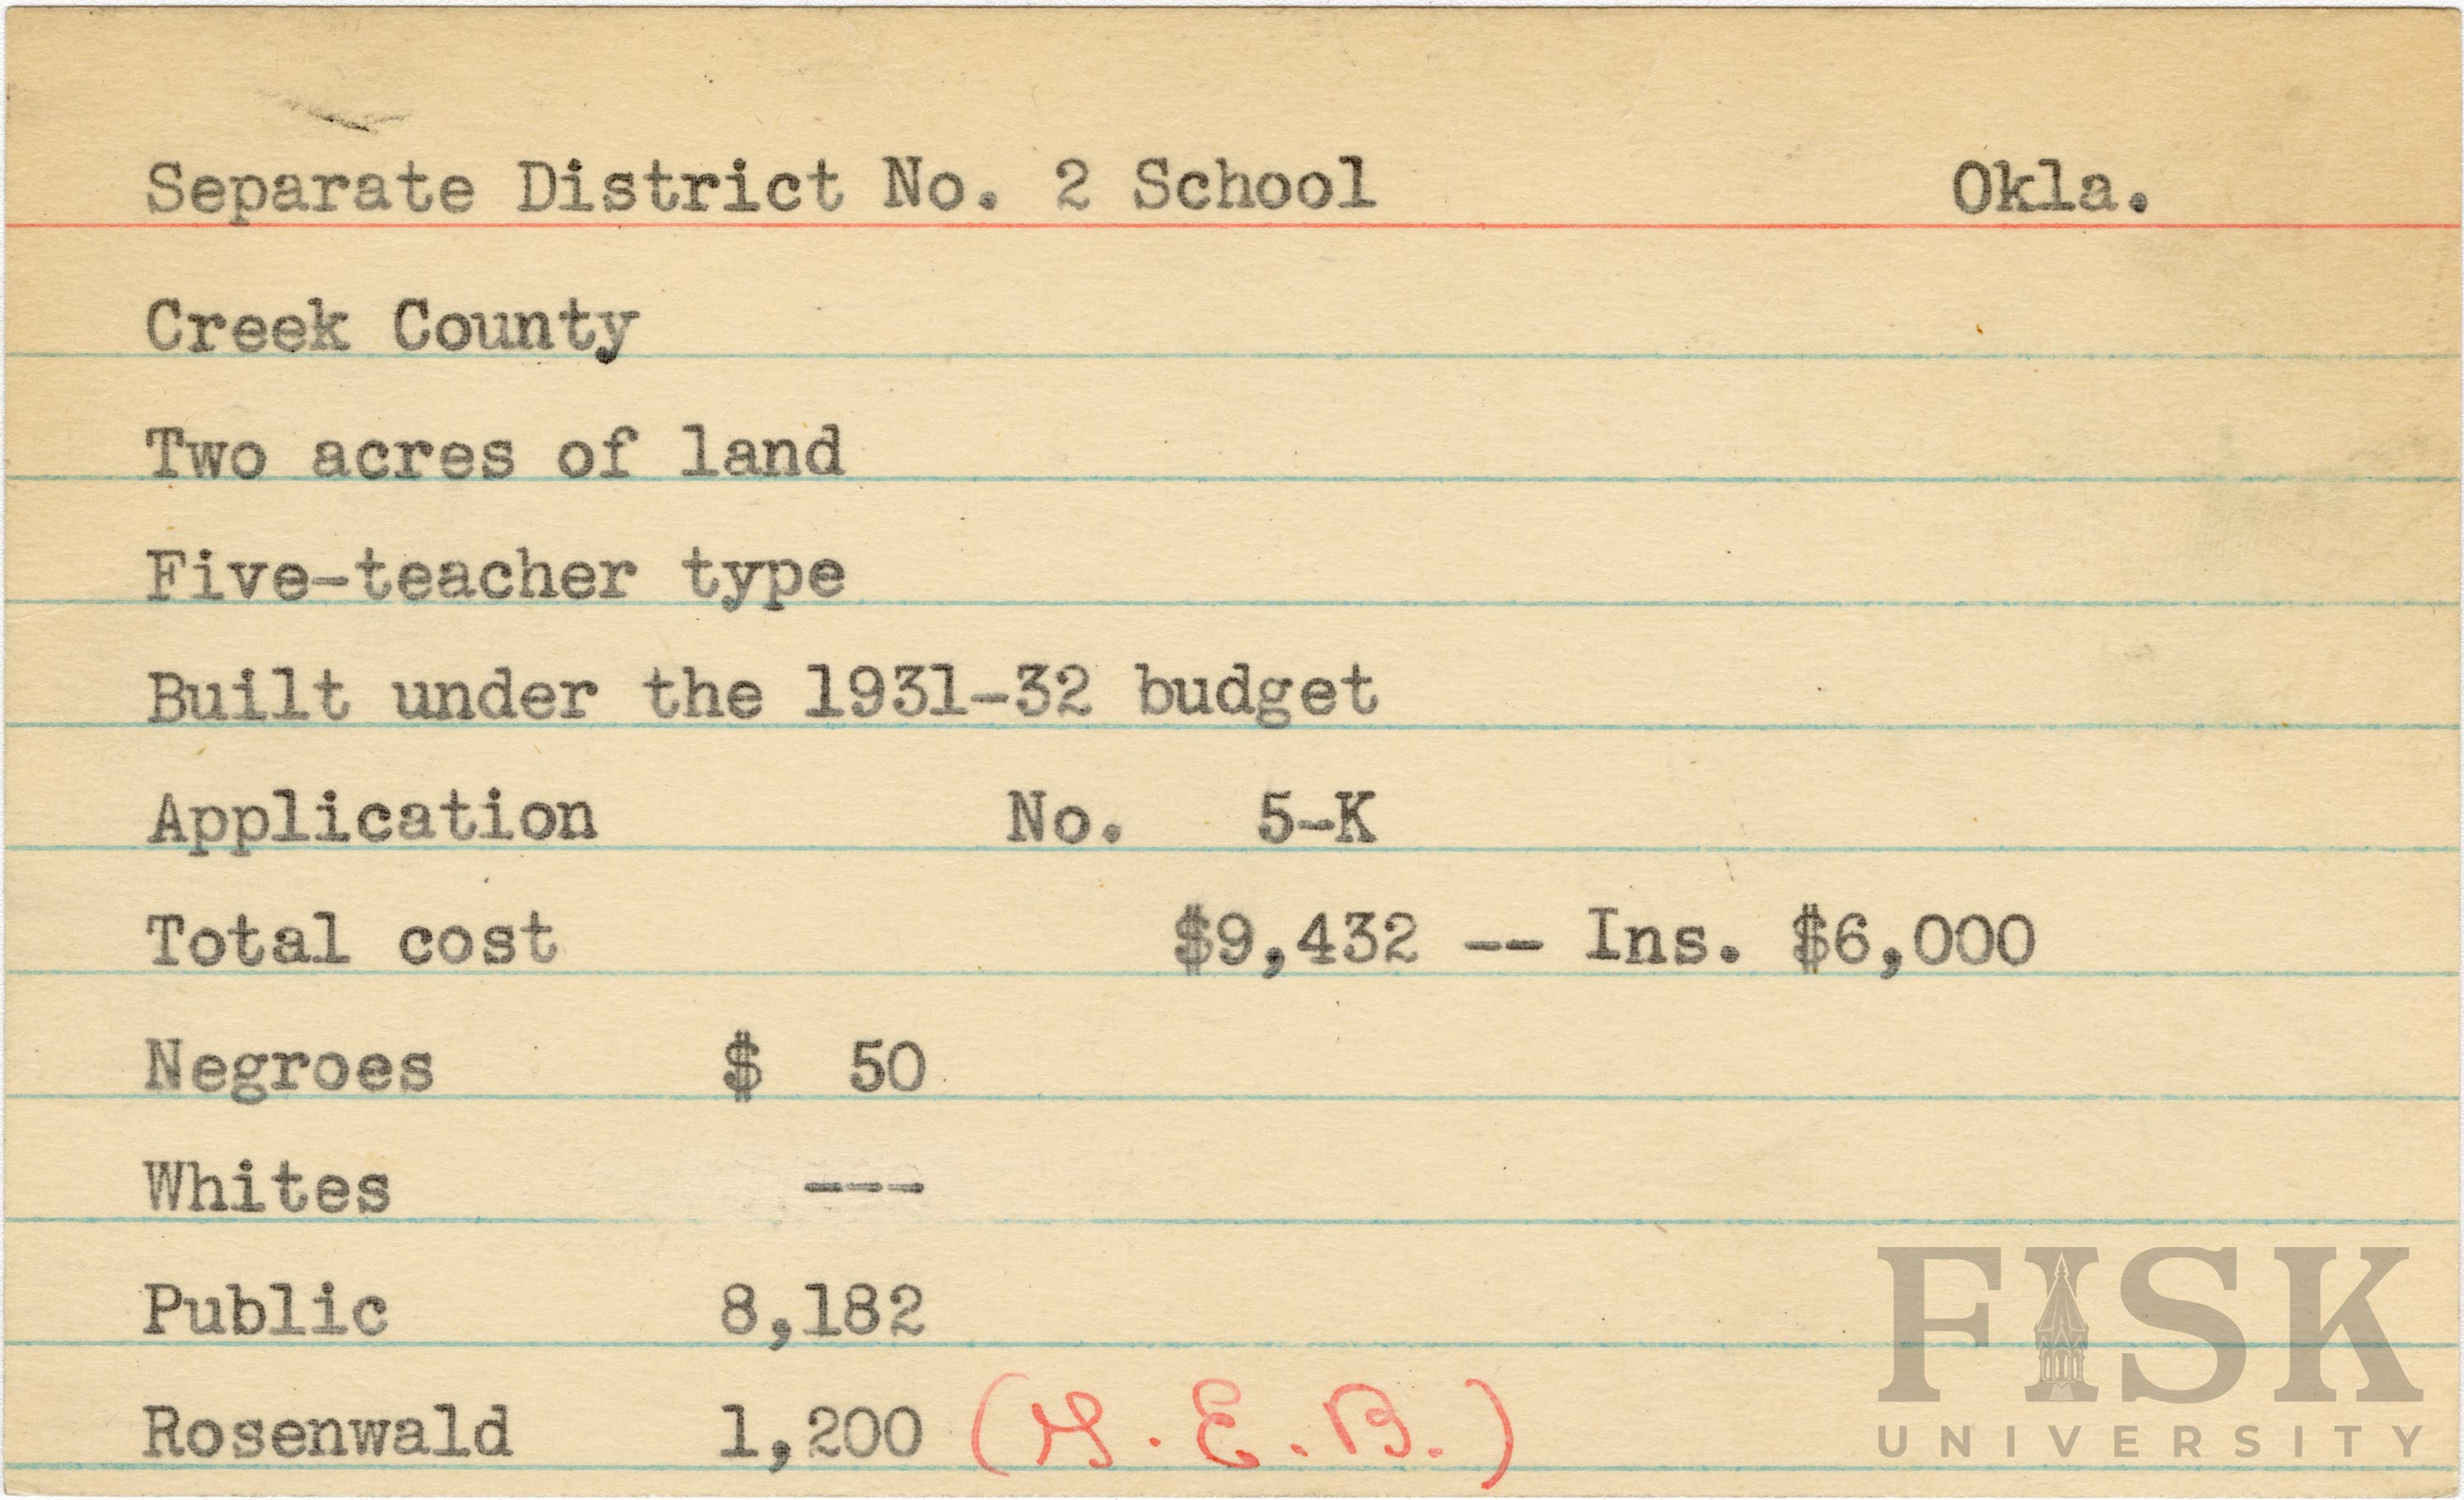 Separate District No. 2 School Okla.
Creek County
Two acres of land
Five-teacher type
Built under the 1931-32 budget
Application No. 5-K
Total cost $9,432 -- Ins. $6,000
Negroes $ 50
Whites ---
Public 8,182
Rosenwald 1,200 (G.E.B.)
FISK
UNIVERSITY